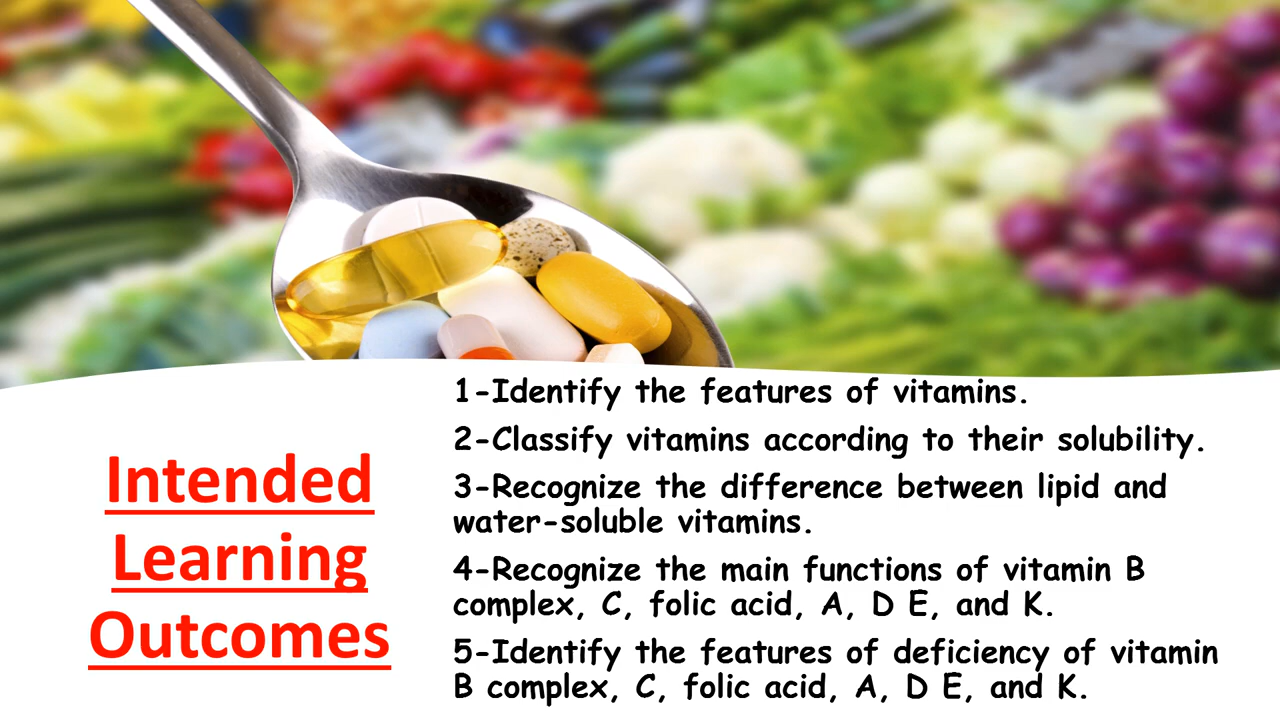 Intended
Learning
Outcomes
1-Identify the features of vitamins.
2-Classify vitamins according to their solubility.
3-Recognize the difference between lipid and
water-soluble vitamins.
4-Recognize the main functions of vitamin B
complex, C, folic acid, A, D E, and K.
5-Identify the features of deficiency of vitamin
B complex, C, folic acid, A, D E, and K.